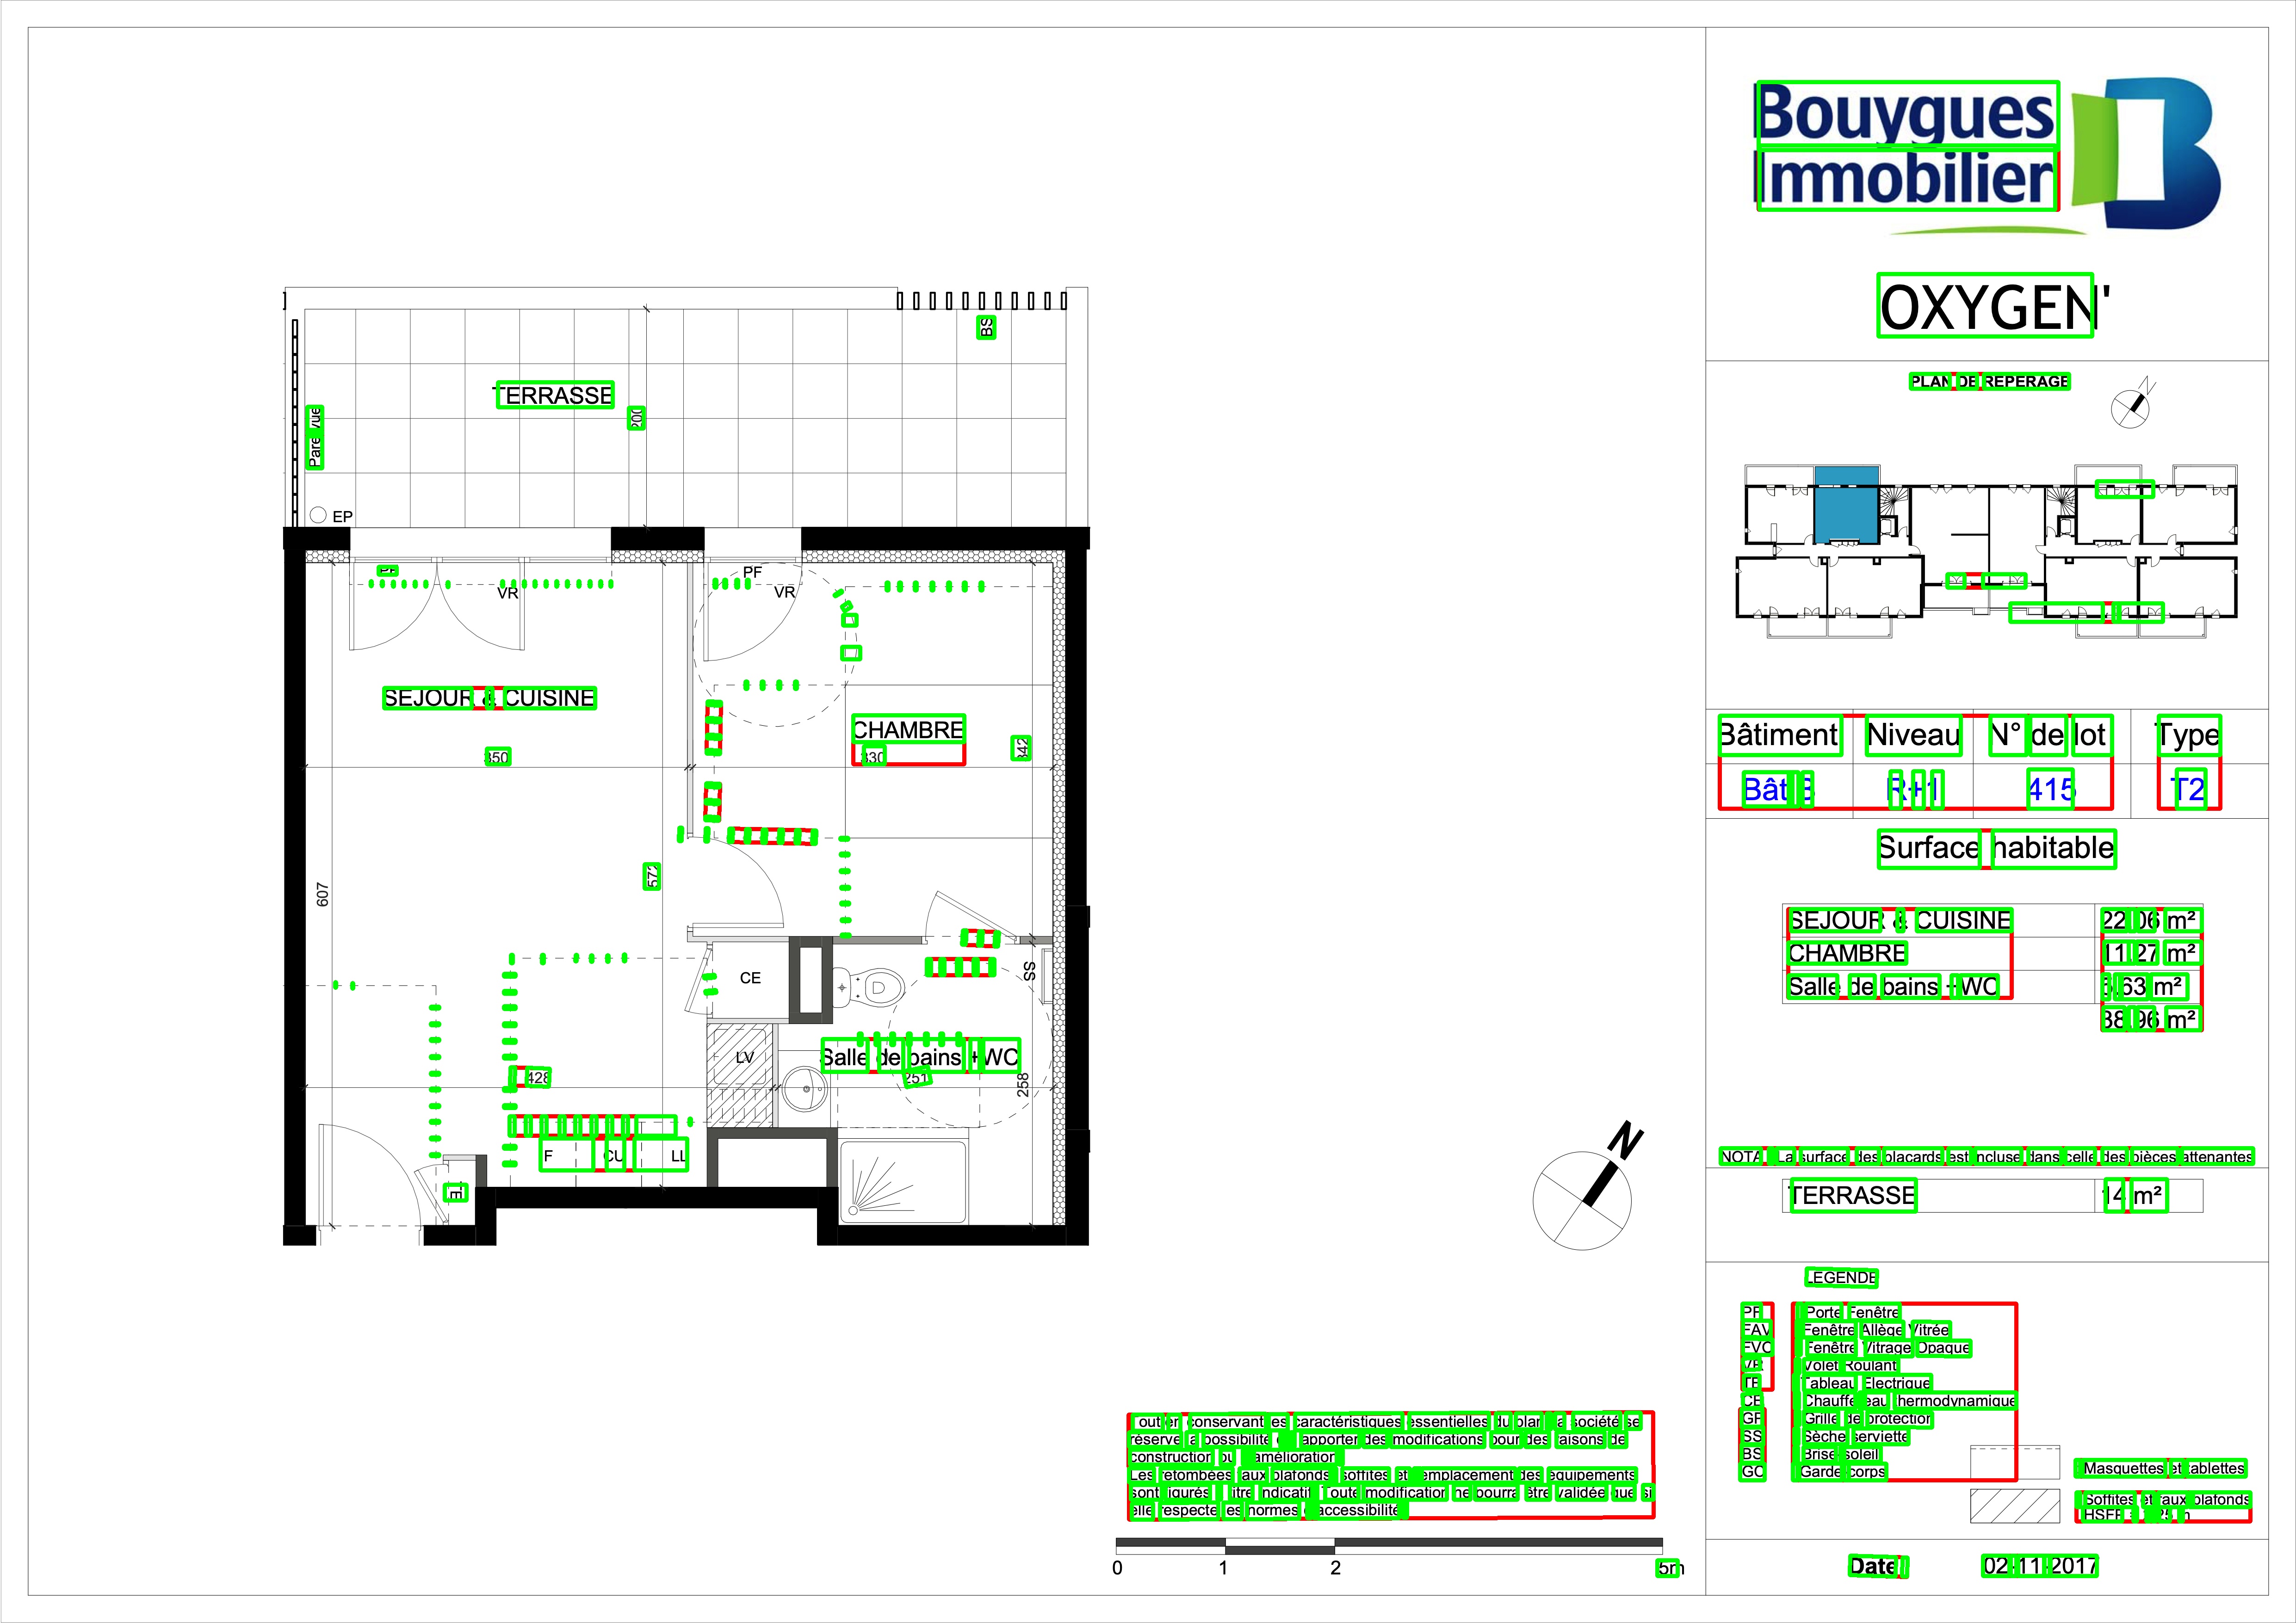 Bouygues
Immobilier
OXYGEN'
PLAN DE REPERAGE
N
BS
TERRASSE
200
Pare vue
EP
PF
VR
PF
VR
SEJOUR & CUISINE
CHAMBRE
350
330
342
572
607
CE
SS
LV
Salle de bains +WC
428
251
258
F
CU
LL
TE
N
Bâtiment Niveau N° de lot Type
Bât B R+1 415 T2
Surface habitable
SEJOUR & CUISINE 22.06 m²
CHAMBRE 11.27 m²
Salle de bains +WC 5.63 m²
38.96 m²
NOTA : La surface des placards est incluse dans celle des pièces attenantes
TERRASSE 14 m²
LEGENDE
PF : Porte Fenêtre
FAV : Fenêtre Allège Vitrée
FVO : Fenêtre Vitrage Opaque
VR : Volet Roulant
TE : Tableau Electrique
CE : Chauffe eau Thermodynamique
GP : Grille de protection
SS : Sèche serviette
BS : Brise soleil
GC : Garde corps
: Masquettes et tablettes
: Soffites et faux plafonds
Tout en conservant les caractéristiques essentielles du plan, la société se
réserve la possibilité d'apporter des modifications pour des raisons de
construction ou d'amélioration.
Les retombées, faux plafonds, soffites et l'emplacement des équipements
sont figurés à titre indicatif. Toute modification ne pourra être validée que si
elle respecte les normes d'accessibilité.
0 1 2 5m
Date : 02-11-2017